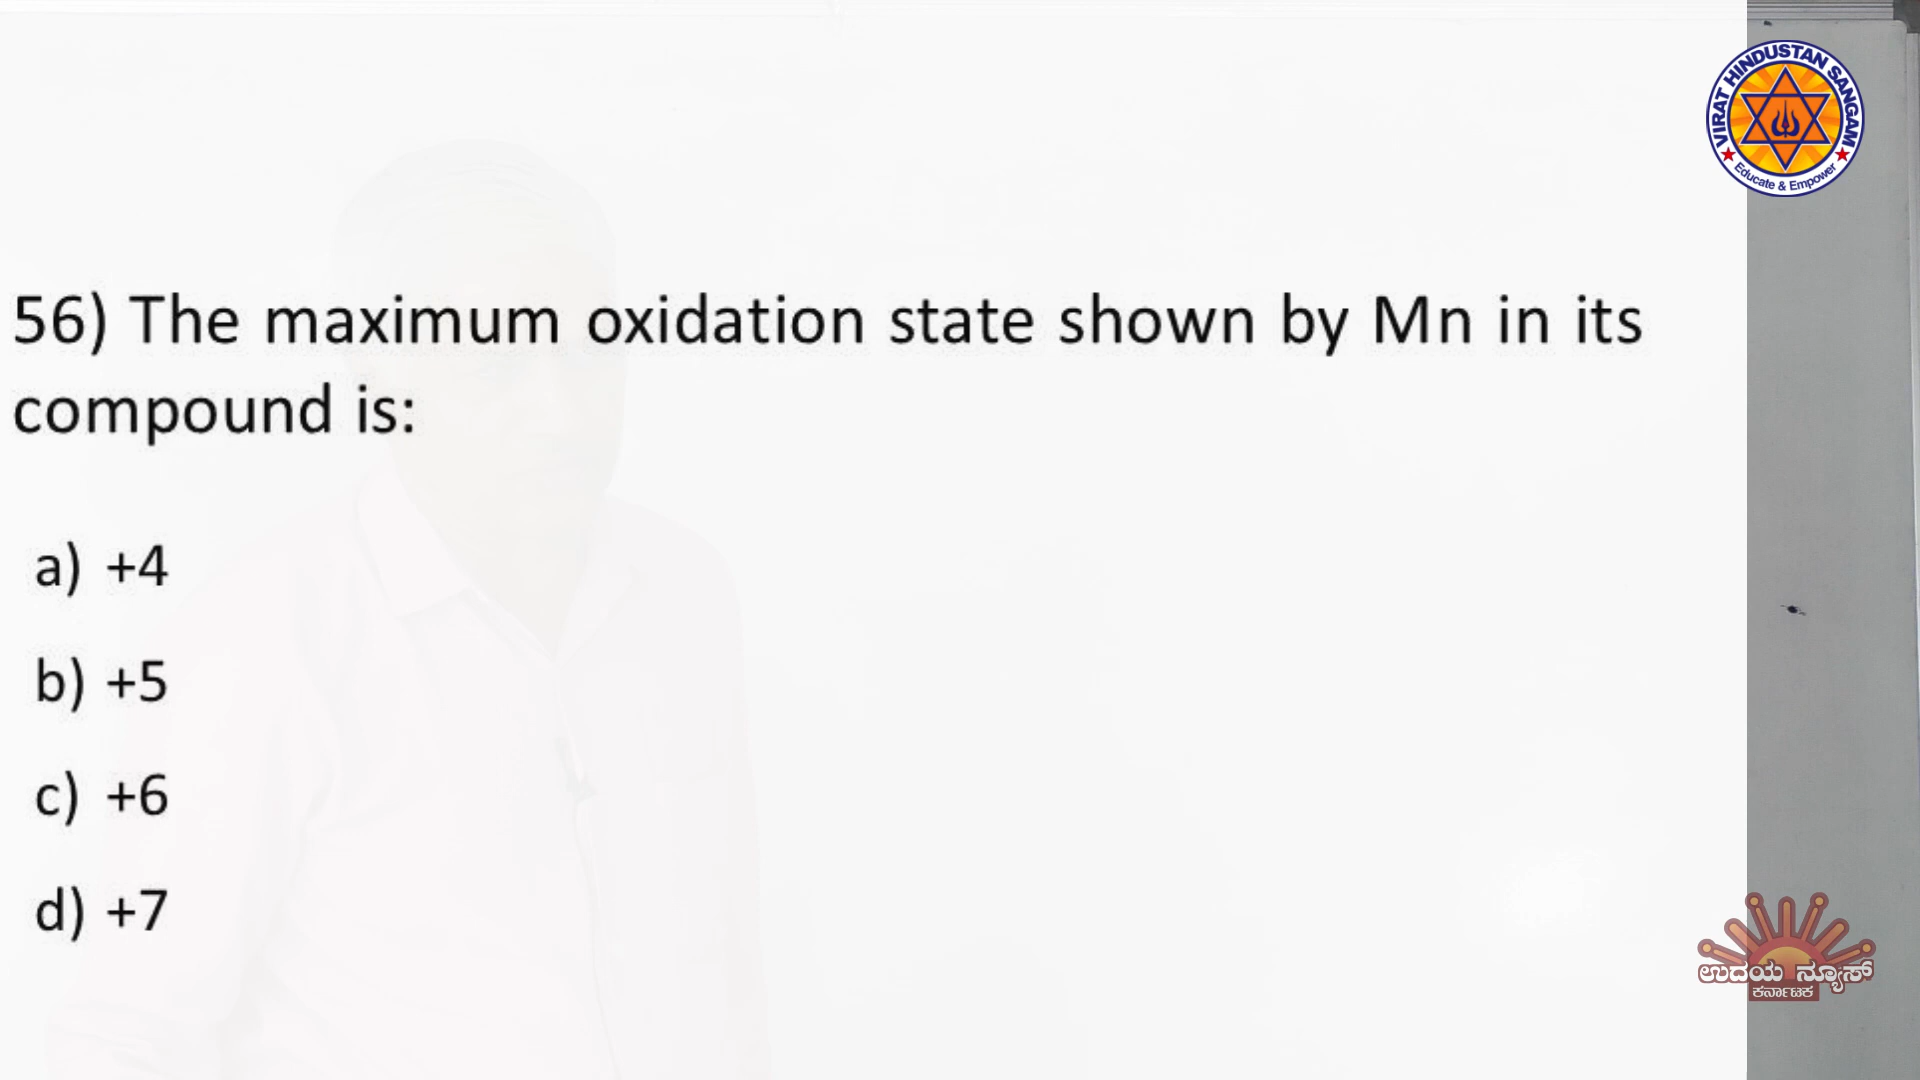 VIRAT HINDUSTAN SANGAM
Educate & Empower
56) The maximum oxidation state shown by Mn in its
compound is:
a) +4
b) +5
c) +6
d) +7
ಉದಯ ನ್ಯೂಸ್
ಕರ್ನಾಟಕ